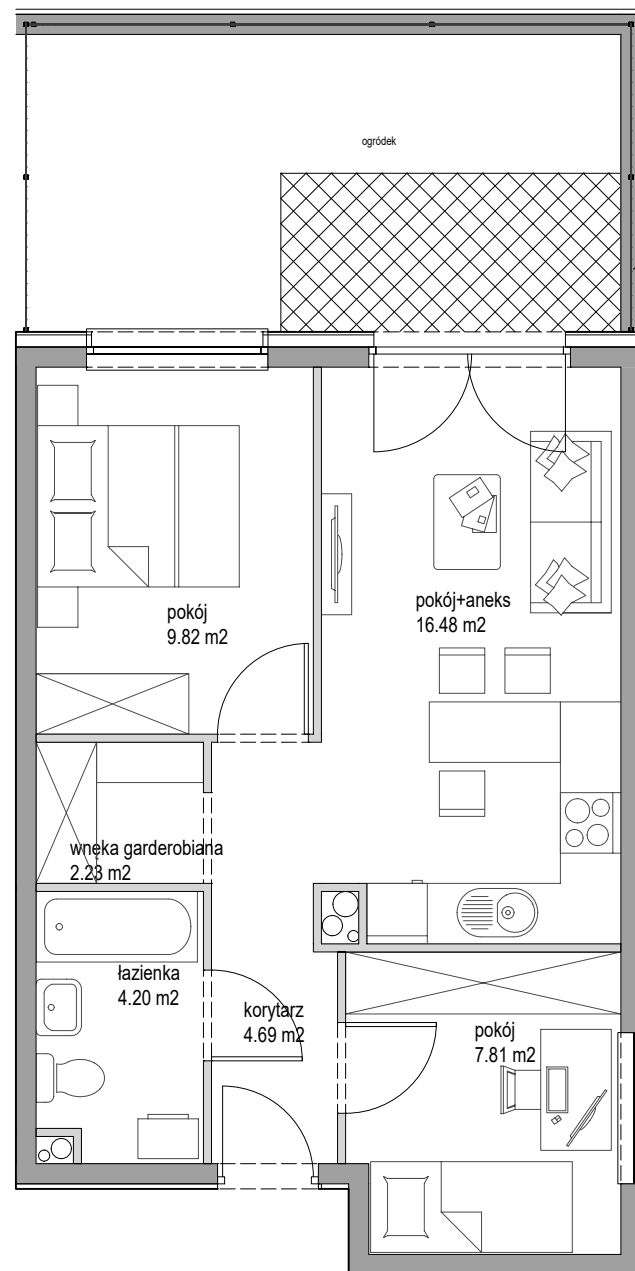 ogródek
pokój+aneks
16.48 m2
pokój
9.82 m2
wnęka garderobiana
2.23 m2
łazienka
4.20 m2
korytarz
4.69 m2
pokój
7.81 m2